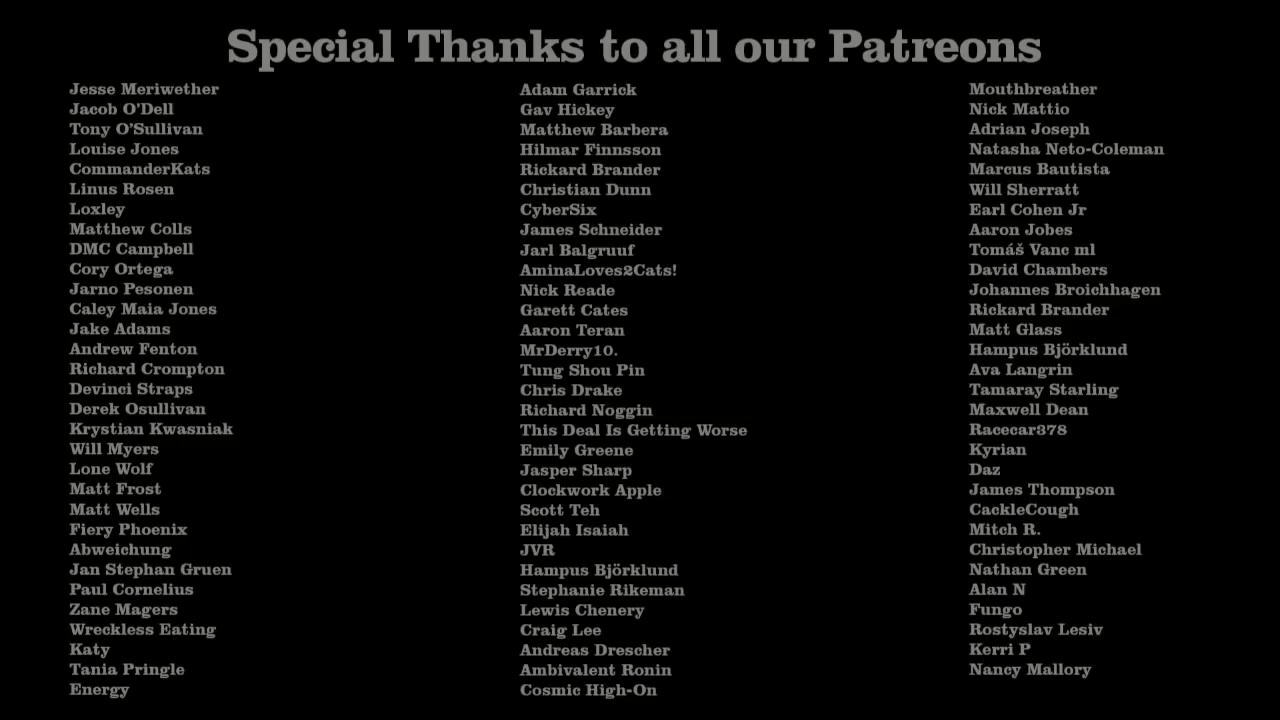 Special Thanks to all our Patreons
Jesse Meriwether
Jacob O'Dell
Tony O'Sullivan
Louise Jones
CommanderKats
Linus Rosen
Loxley
Matthew Colls
DMC Campbell
Cory Ortega
Jarno Pesonen
Caley Maia Jones
Jake Adams
Andrew Fenton
Richard Crompton
Devinci Straps
Derek Osullivan
Krystian Kwasniak
Will Myers
Lone Wolf
Matt Frost
Matt Wells
Fiery Phoenix
Abweichung
Jan Stephan Gruen
Paul Cornelius
Zane Magers
Wreckless Eating
Katy
Tania Pringle
Energy
Adam Garrick
Gav Hickey
Matthew Barbera
Hilmar Finnsson
Rickard Brander
Christian Dunn
CyberSix
James Schneider
Jarl Balgruuf
AminaLoves2Cats!
Nick Reade
Garett Cates
Aaron Teran
MrDerry10.
Tung Shou Pin
Chris Drake
Richard Noggin
This Deal Is Getting Worse
Emily Greene
Jasper Sharp
Clockwork Apple
Scott Teh
Elijah Isaiah
JVR
Hampus Björklund
Stephanie Rikeman
Lewis Chenery
Craig Lee
Andreas Drescher
Ambivalent Ronin
Cosmic High-On
Mouthbreather
Nick Mattio
Adrian Joseph
Natasha Neto-Coleman
Marcus Bautista
Will Sherratt
Earl Cohen Jr
Aaron Jobes
Tomáš Vanc ml
David Chambers
Johannes Broichhagen
Rickard Brander
Matt Glass
Hampus Björklund
Ava Langrin
Tamaray Starling
Maxwell Dean
Racecar378
Kyrian
Daz
James Thompson
CackleCough
Mitch R.
Christopher Michael
Nathan Green
Alan N
Fungo
Rostyslav Lesiv
Kerri P
Nancy Mallory